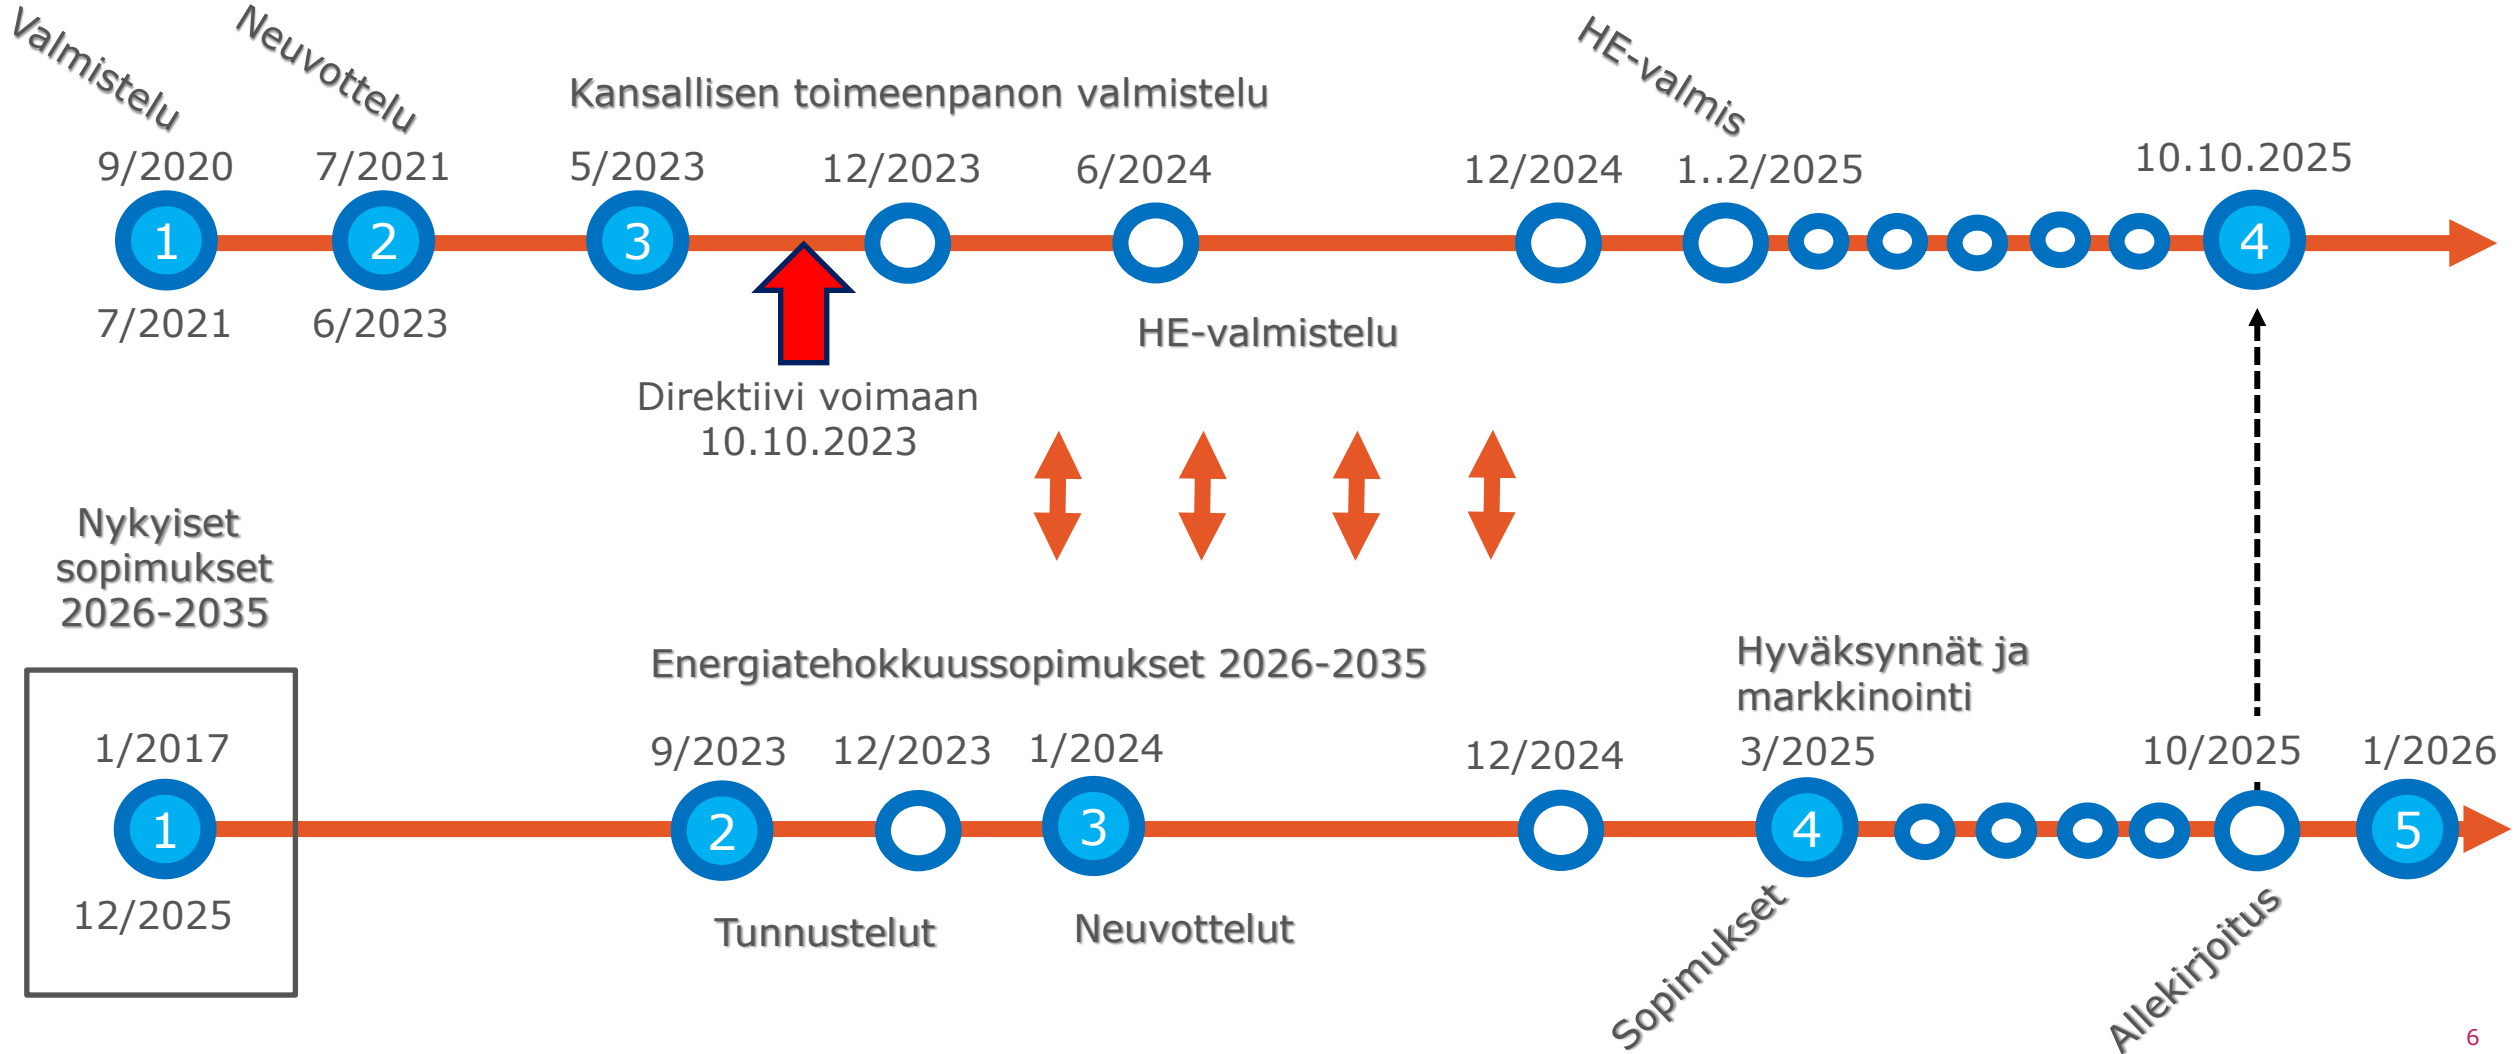 Valmistelu
Neuvottelu
Kansallisen toimeenpanon valmistelu
HE-valmis
9/2020
7/2021
5/2023
12/2023
6/2024
12/2024
1..2/2025
10.10.2025
1
2
3
4
7/2021
6/2023
HE-valmistelu
Direktiivi voimaan
10.10.2023
Nykyiset
sopimukset
2026-2035
Energiatehokkuussopimukset 2026-2035
Hyväksynnät ja
markkinointi
1/2017
9/2023
12/2023
1/2024
12/2024
3/2025
10/2025
1/2026
1
2
3
4
5
12/2025
Tunnustelut
Neuvottelut
Sopimukset
Allekirjoitus
6